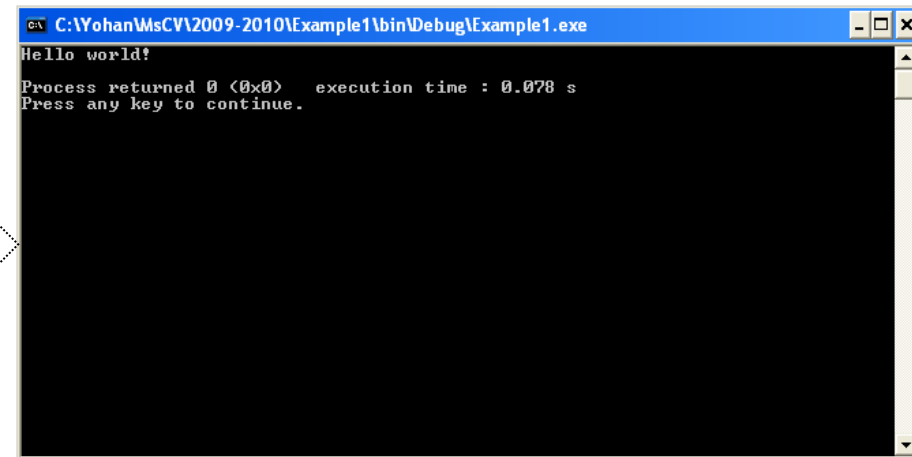 C:\Yohan\MsCV\2009-2010\Example1\bin\Debug\Example1.exe
Hello world!
Process returned 0 (0x0)   execution time : 0.078 s
Press any key to continue.